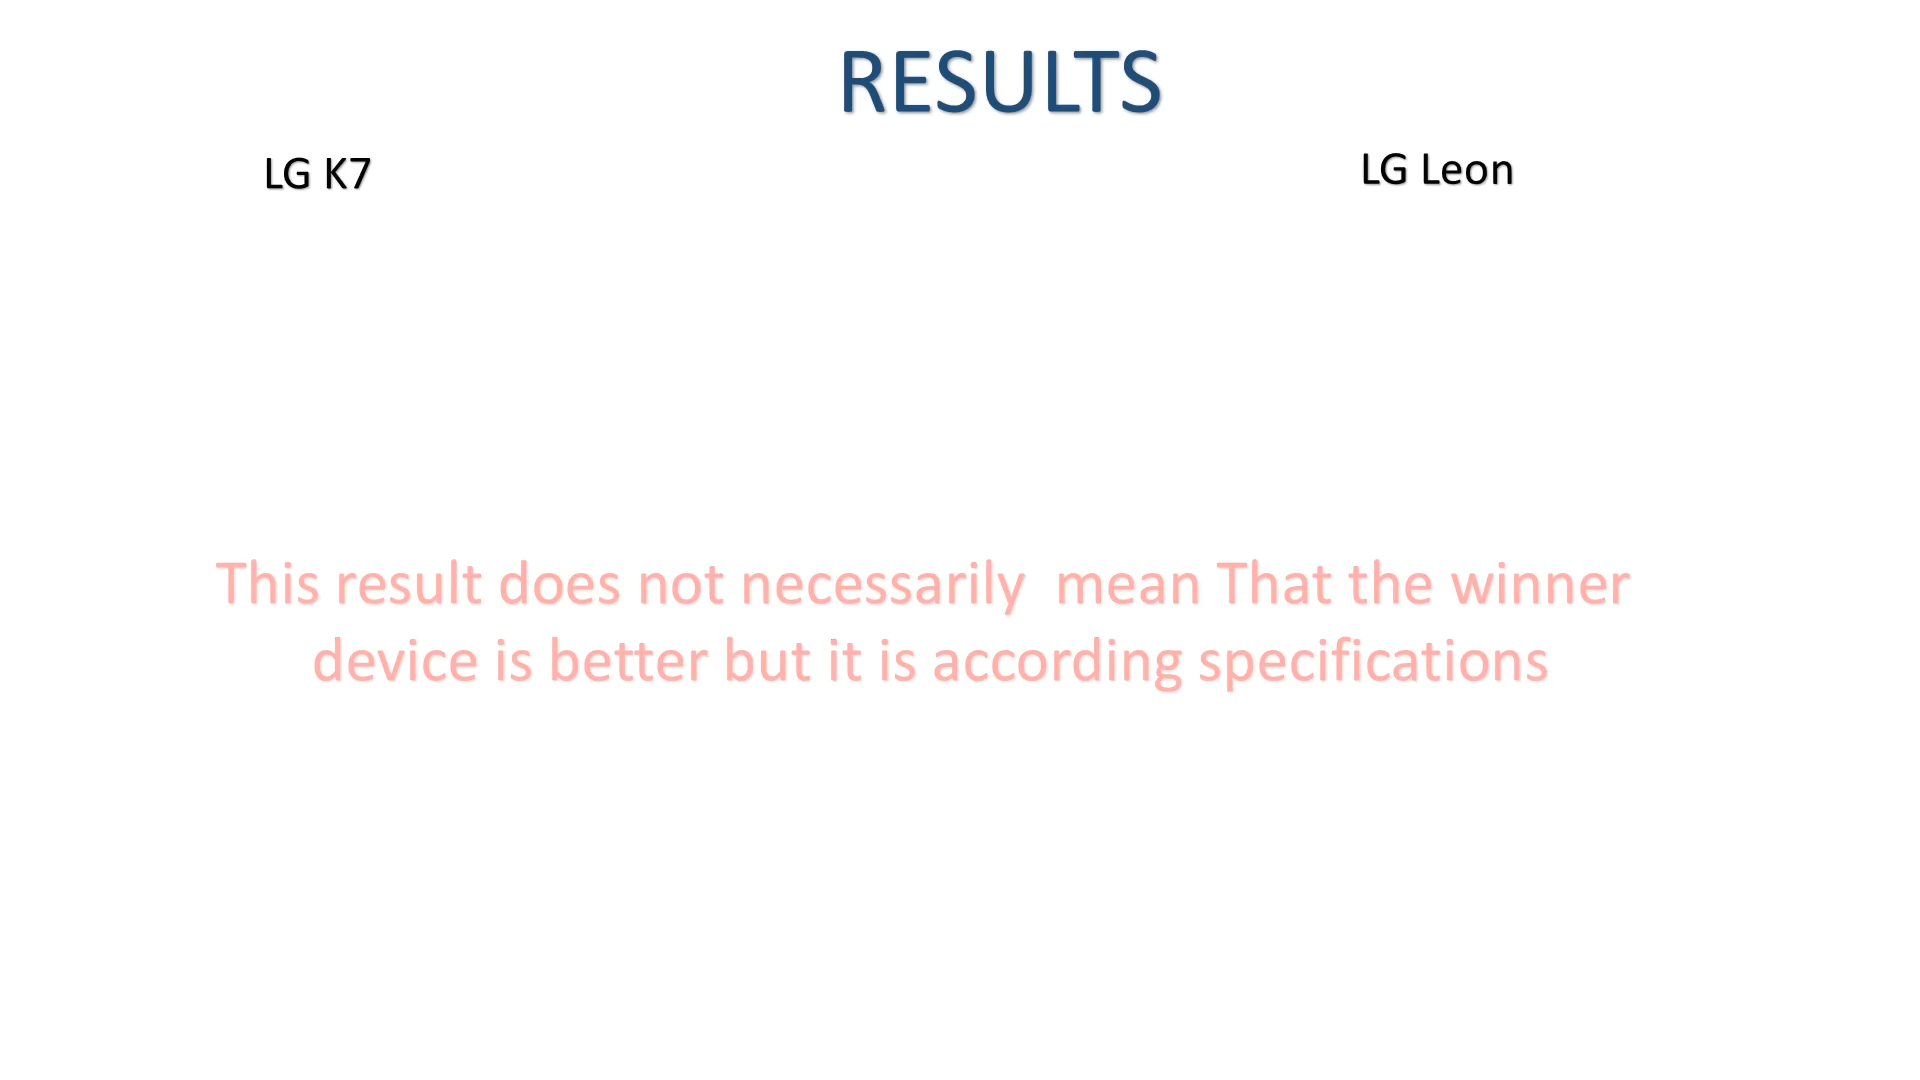 RESULTS
LG K7
LG Leon
This result does not necessarily  mean That the winner
device is better but it is according specifications